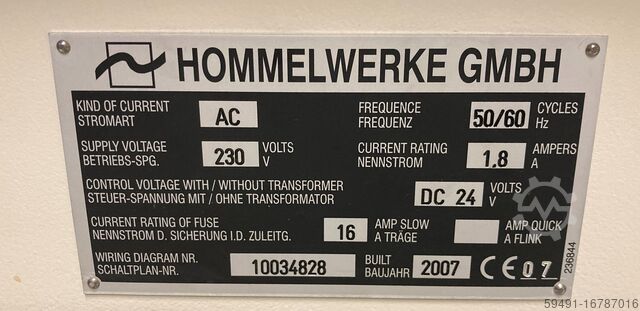 HOMMELWERKE GMBH
KIND OF CURRENT AC FREQUENCE 50/60 CYCLES
STROMART FREQUENZ Hz
SUPPLY VOLTAGE 230 VOLTS CURRENT RATING 1,8 AMPERS
BETRIEBS-SPG. V NENNSTROM A
CONTROL VOLTAGE WITH / WITHOUT TRANSFORMER DC 24 VOLTS
STEUER-SPANNUNG MIT / OHNE TRANSFORMATOR V
CURRENT RATING OF FUSE 16 AMP SLOW AMP QUICK
NENNSTROM D. SICHERUNG I.D. ZULEITG. A TRÄGE A FLINK
WIRING DIAGRAM NR. 10034828 BUILT 2007 CE 07
SCHALTPLAN-NR. BAUJAHR
236844
59491-16787016